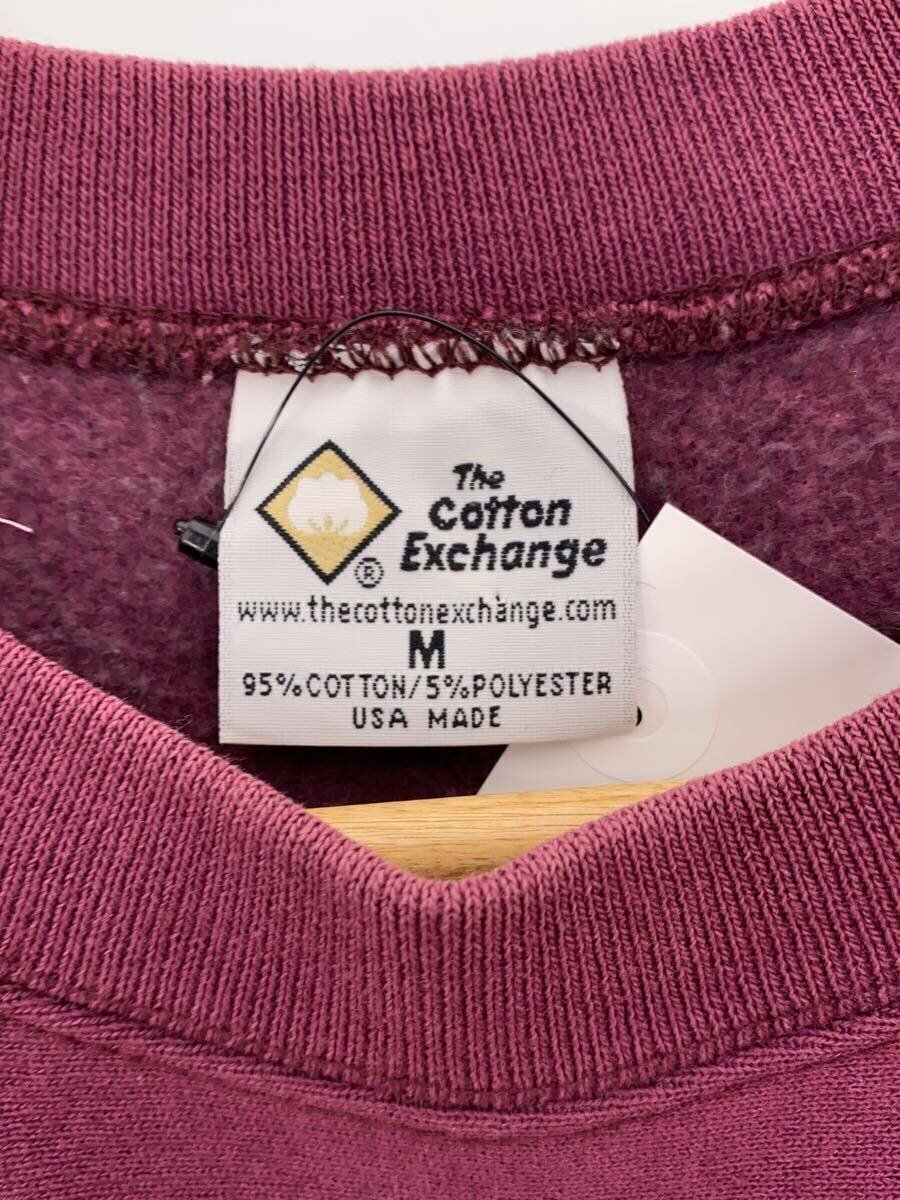 The
Cotton
Exchange
®
www.thecottonexchange.com
M
95%COTTON/5%POLYESTER
USA MADE